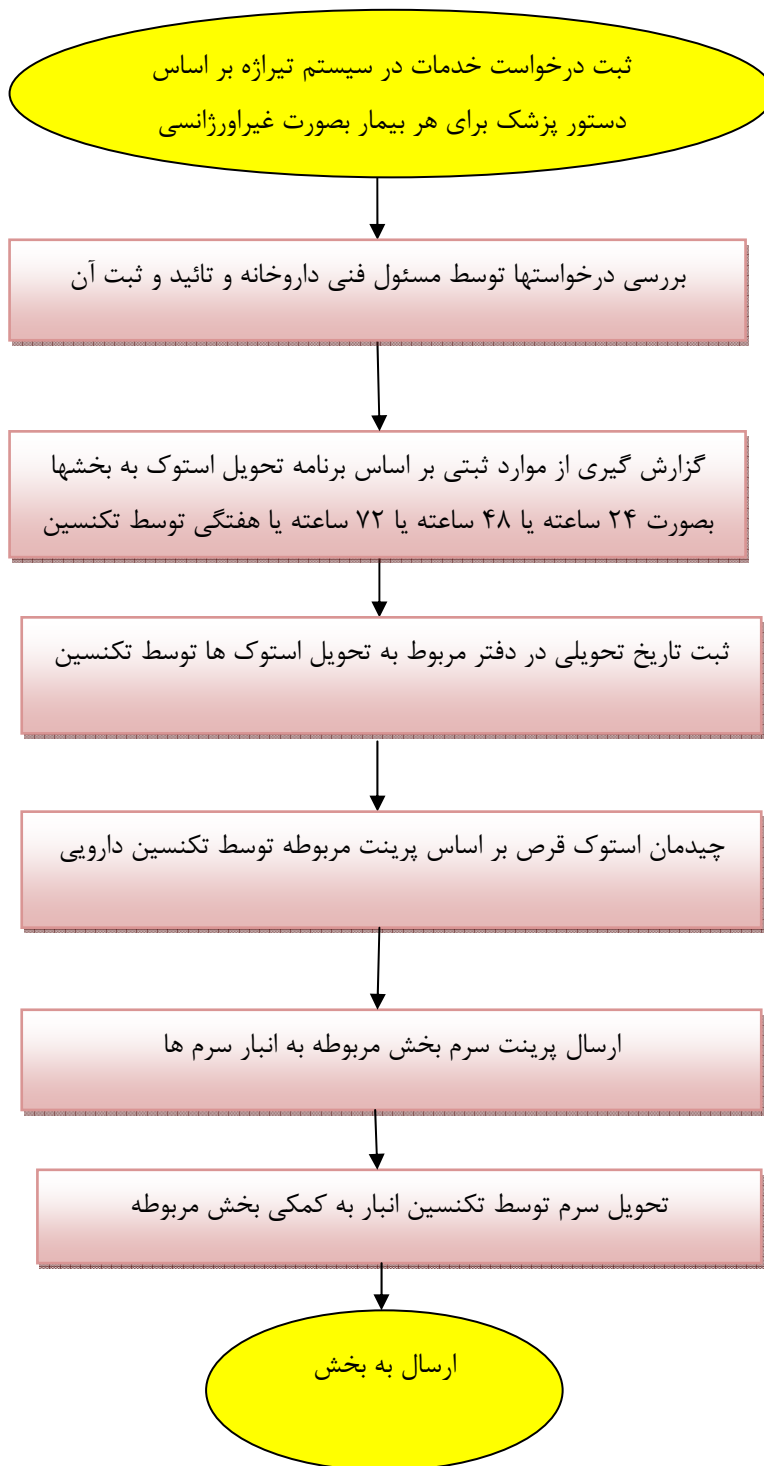 ثبت درخواست خدمات در سیستم تیراژه بر اساس
دستور پزشک برای هر بیمار بصورت غیراورژانسی
بررسی درخواستها توسط مسئول فنی داروخانه و تائید و ثبت آن
گزارش گیری از موارد ثبتی بر اساس برنامه تحویل استوک به بخشها
بصورت ۲۴ ساعته یا ۴۸ ساعته یا ۷۲ ساعته یا هفتگی توسط تکنسین
ثبت تاریخ تحویلی در دفتر مربوط به تحویل استوک ها توسط تکنسین
چیدمان استوک قرص بر اساس پرینت مربوطه توسط تکنسین دارویی
ارسال پرینت سرم بخش مربوطه به انبار سرم ها
تحویل سرم توسط تکنسین انبار به کمکی بخش مربوطه
ارسال به بخش